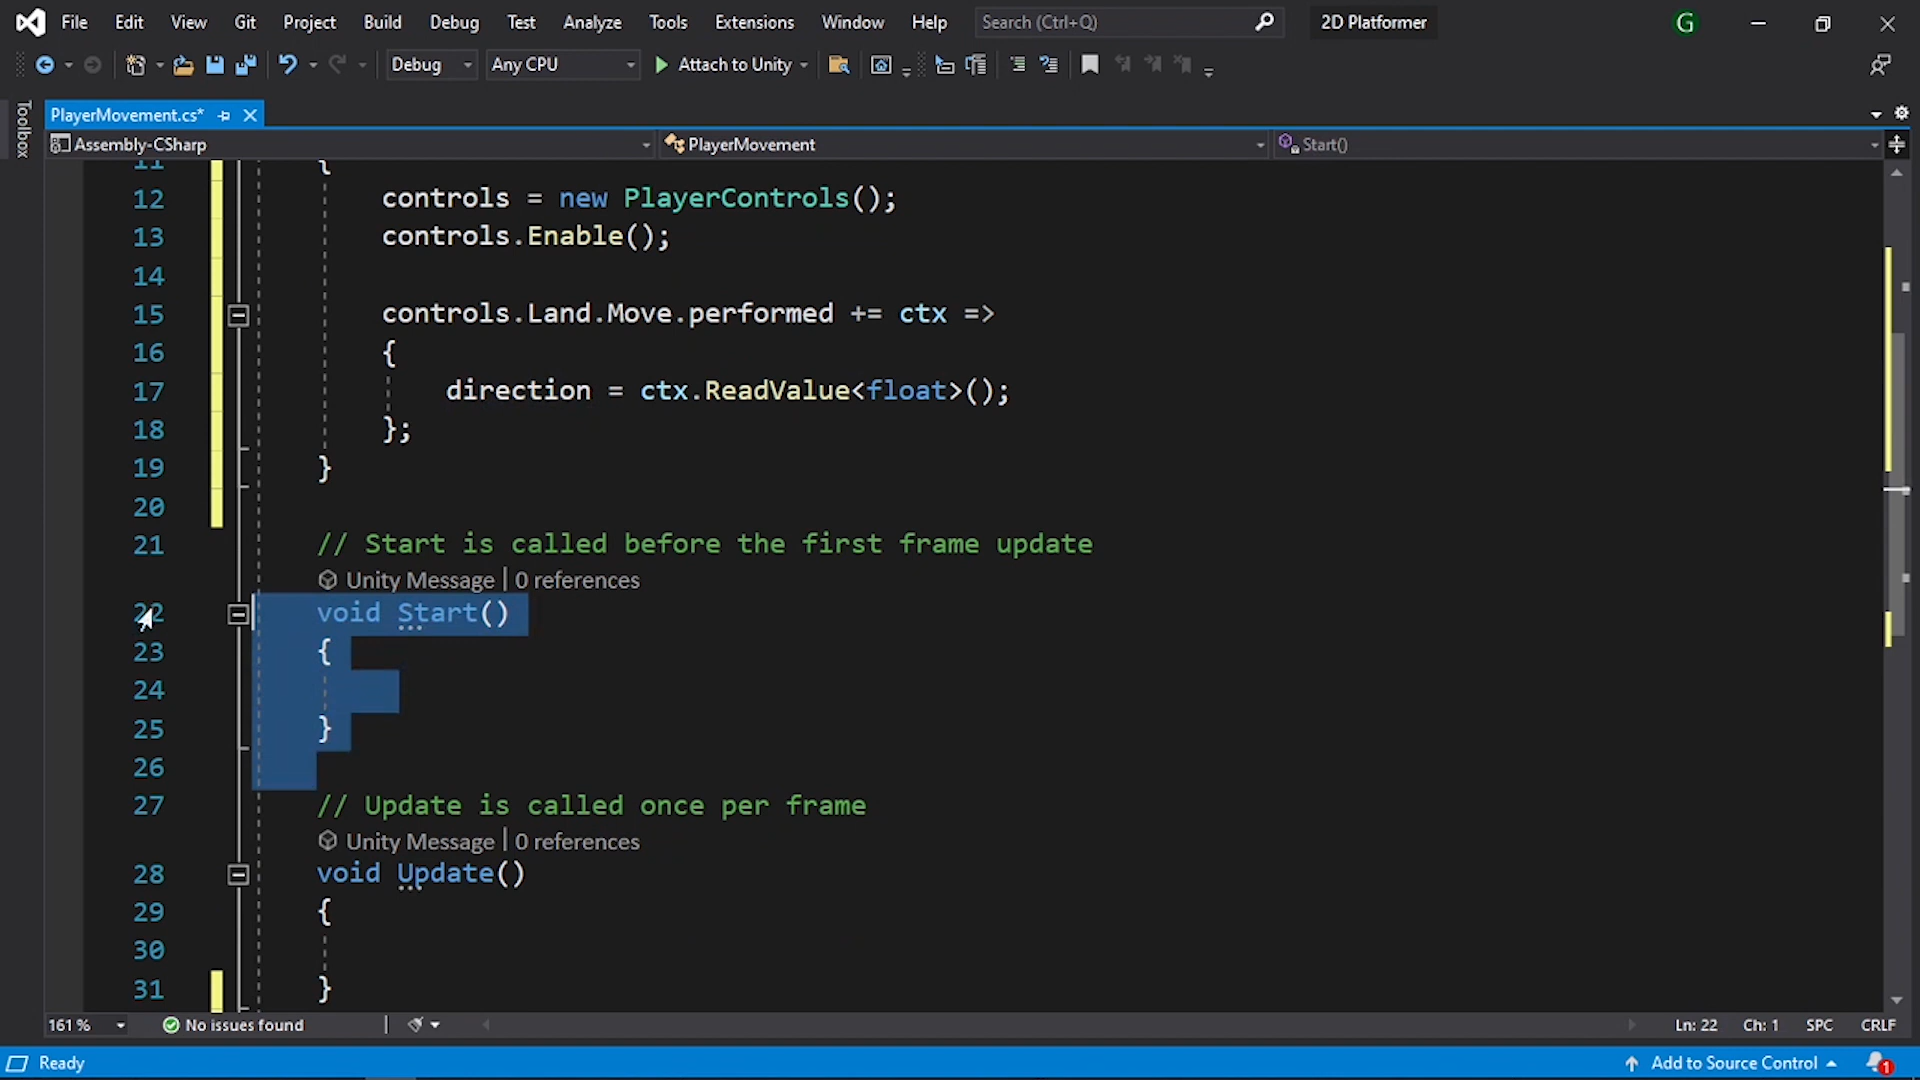 File Edit View Git Project Build Debug Test Analyze Tools Extensions Window Help Search (Ctrl+Q) 2D Platformer G
Debug Any CPU Attach to Unity
Toolbox
PlayerMovement.cs*
Assembly-CSharp PlayerMovement Start()
11 {
12 controls = new PlayerControls();
13 controls.Enable();
14
15 controls.Land.Move.performed += ctx =>
16 {
17 direction = ctx.ReadValue<float>();
18 };
19 }
20
21 // Start is called before the first frame update
Unity Message | 0 references
22 void Start()
23 {
24
25 }
26
27 // Update is called once per frame
Unity Message | 0 references
28 void Update()
29 {
30
31 }
161 % No issues found Ln: 22 Ch: 1 SPC CRLF
Ready Add to Source Control 1